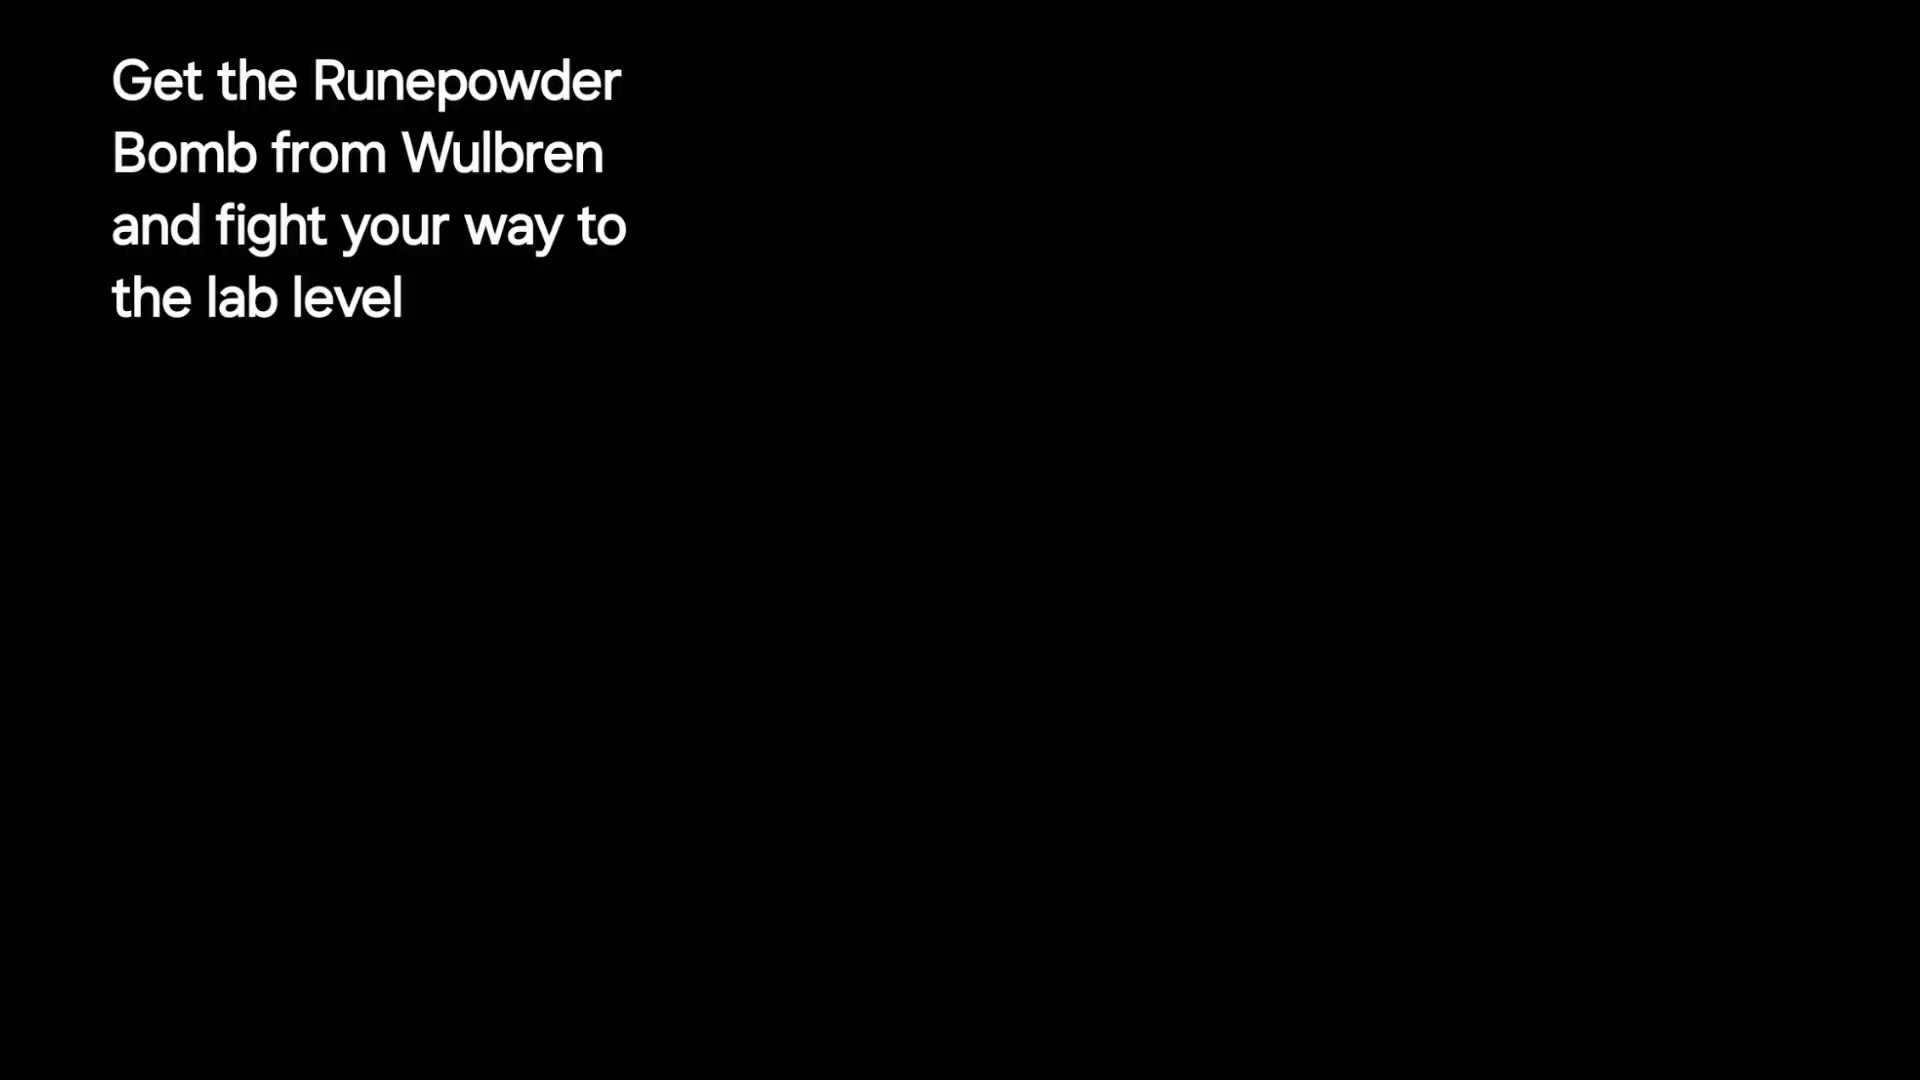 Get the Runepowder
Bomb from Wulbren
and fight your way to
the lab level